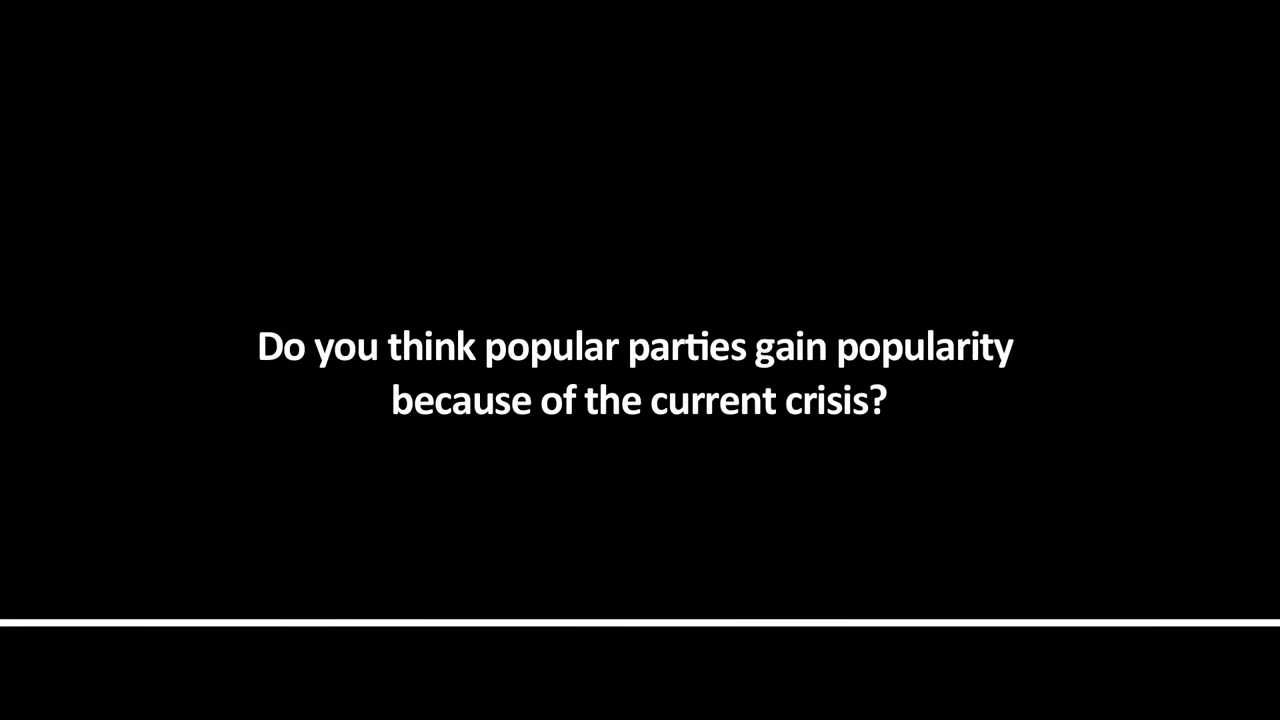 Do you think popular parties gain popularity
because of the current crisis?